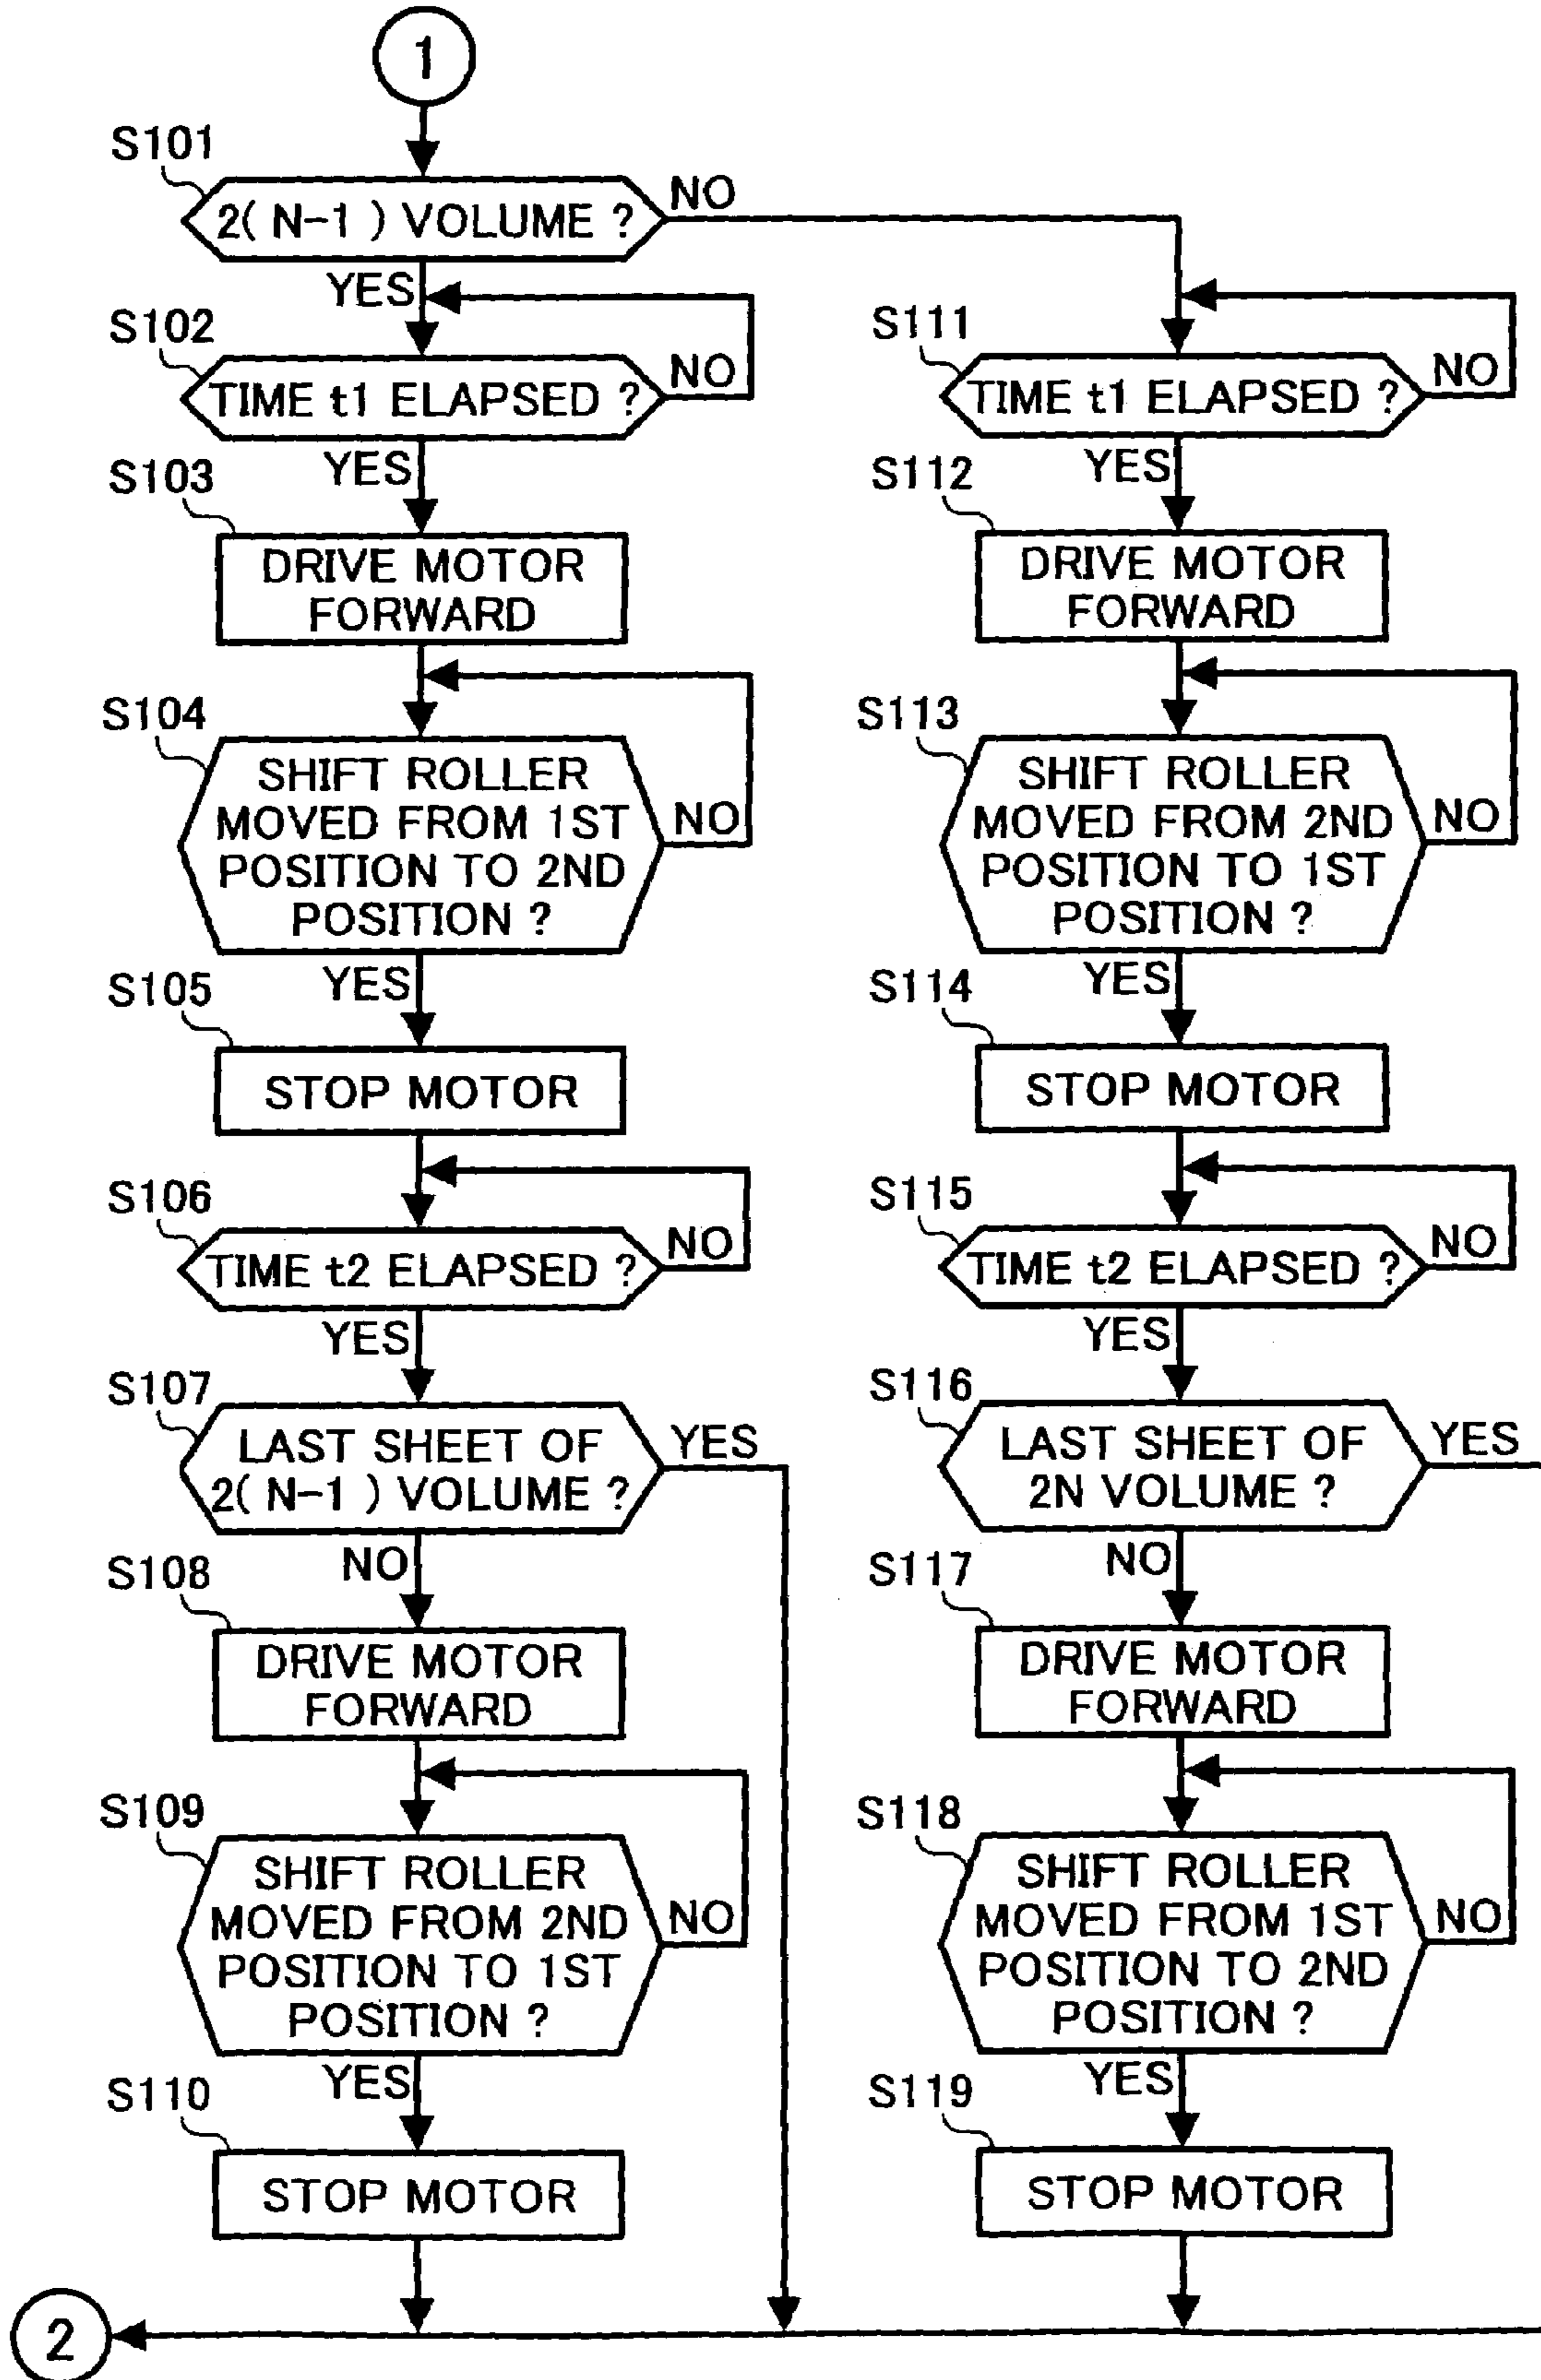 1
S101
2( N-1 ) VOLUME ?
NO
YES
S102
TIME t1 ELAPSED ?
NO
YES
S103
DRIVE MOTOR
FORWARD
S104
SHIFT ROLLER
MOVED FROM 1ST
POSITION TO 2ND
POSITION ?
NO
YES
S105
STOP MOTOR
S106
TIME t2 ELAPSED ?
NO
YES
S107
LAST SHEET OF
2( N-1 ) VOLUME ?
YES
NO
S108
DRIVE MOTOR
FORWARD
S109
SHIFT ROLLER
MOVED FROM 2ND
POSITION TO 1ST
POSITION ?
NO
YES
S110
STOP MOTOR
S111
TIME t1 ELAPSED ?
NO
YES
S112
DRIVE MOTOR
FORWARD
S113
SHIFT ROLLER
MOVED FROM 2ND
POSITION TO 1ST
POSITION ?
NO
YES
S114
STOP MOTOR
S115
TIME t2 ELAPSED ?
NO
YES
S116
LAST SHEET OF
2N VOLUME ?
YES
NO
S117
DRIVE MOTOR
FORWARD
S118
SHIFT ROLLER
MOVED FROM 1ST
POSITION TO 2ND
POSITION ?
NO
YES
S119
STOP MOTOR
2